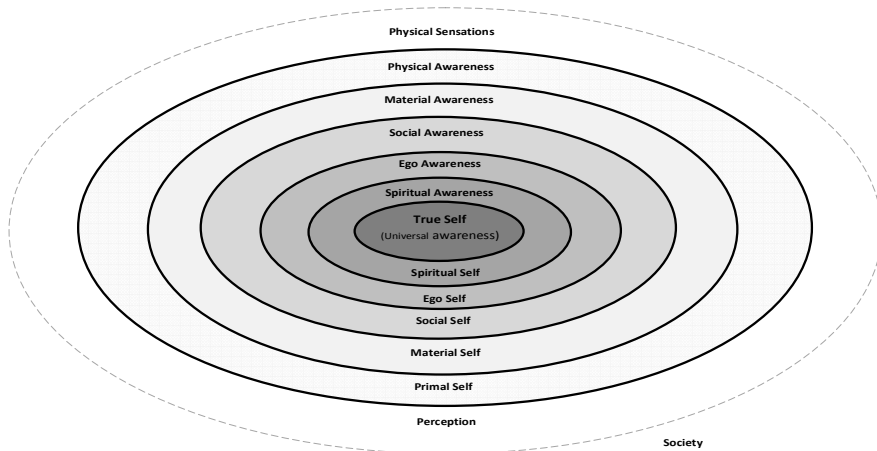 Physical Sensations
Physical Awareness
Material Awareness
Social Awareness
Ego Awareness
Spiritual Awareness
True Self
(Universal awareness)
Spiritual Self
Ego Self
Social Self
Material Self
Primal Self
Perception
Society